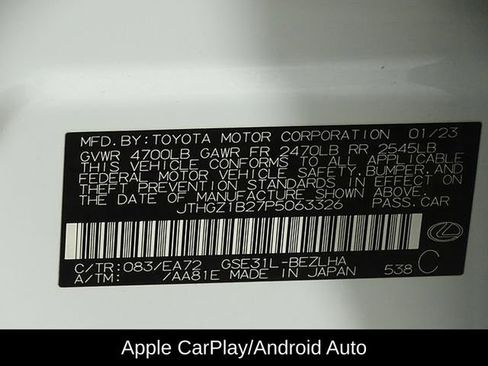 MFD.BY:TOYOTA MOTOR CORPORATION 01/23
GVWR 4700LB GAWR FR 2470LB RR 2545LB
THIS VEHICLE CONFORMS TO ALL APPLICABLE
FEDERAL MOTOR VEHICLE SAFETY,BUMPER,AND
THEFT PREVENTION STANDARDS IN EFFECT ON
THE DATE OF MANUFACTURE SHOWN ABOVE.
JTHGZ1B27P5063326 PASS.CAR
C/TR:083/EA72 GSE31L-BEZLHA
A/TM: /AA81E MADE IN JAPAN 538 C
Apple CarPlay/Android Auto